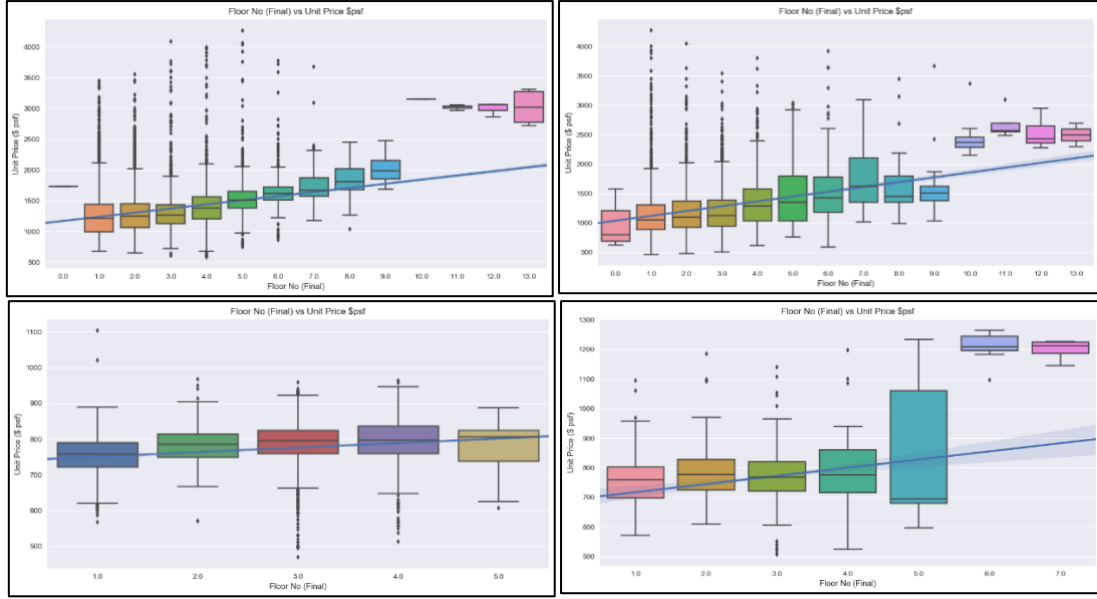 Floor No (Final) vs Unit Price $psf
4000
3500
3000
2500
2000
1500
1000
500
Unit Price ($ psf)
0.0 1.0 2.0 3.0 4.0 5.0 6.0 7.0 8.0 9.0 10.0 11.0 12.0 13.0
Floor No (Final)
Floor No (Final) vs Unit Price $psf
4000
3500
3000
2500
2000
1500
1000
500
Unit Price ($ psf)
0.0 1.0 2.0 3.0 4.0 5.0 6.0 7.0 8.0 9.0 10.0 11.0 12.0 13.0
Floor No (Final)
Floor No (Final) vs Unit Price $psf
1100
1000
900
800
700
600
500
Unit Price ($ psf)
1.0 2.0 3.0 4.0 5.0
Floor No (Final)
Floor No (Final) vs Unit Price $psf
1300
1200
1100
1000
900
800
700
600
500
Unit Price ($ psf)
1.0 2.0 3.0 4.0 5.0 6.0 7.0
Floor No (Final)